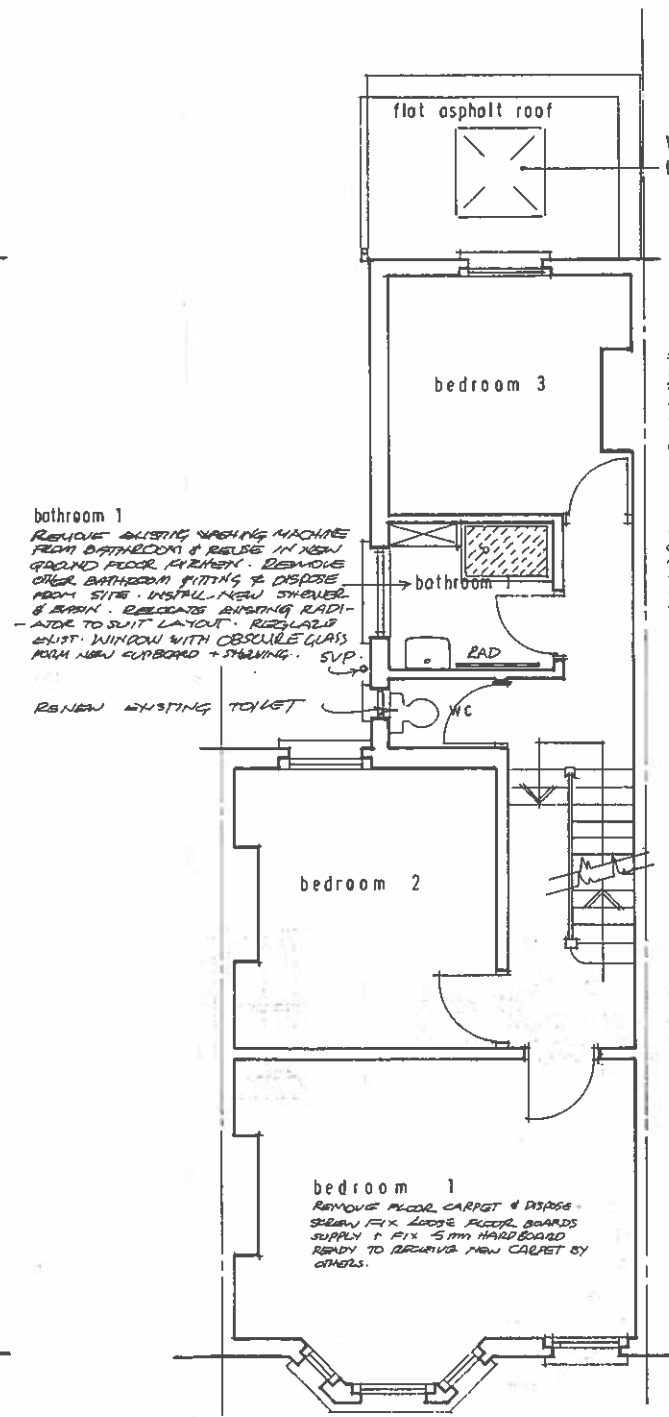 flat asphalt roof
bedroom 3
bathroom 1
REMOVE EXISTING WASHING MACHINE
FROM BATHROOM & REUSE IN NEW
GROUND FLOOR KITCHEN. REMOVE
OTHER BATHROOM FITTING & DISPOSE
FROM SITE. INSTALL NEW SHOWER
& BASIN. RELOCATE EXISTING RADI-
-ATOR TO SUIT LAYOUT. REGLAZE
EXIST. WINDOW WITH OBSCURE GLASS
FORM NEW CUPBOARD + SHELVING.
SVP.
bathroom 1
RAD
RENEW EXISTING TOILET
wc
bedroom 2
bedroom 1
REMOVE FLOOR CARPET & DISPOSE
SCREW FIX LOOSE FLOOR BOARDS
SUPPLY & FIX 5mm HARDBOARD
READY TO RECEIVE NEW CARPET BY
OTHERS.